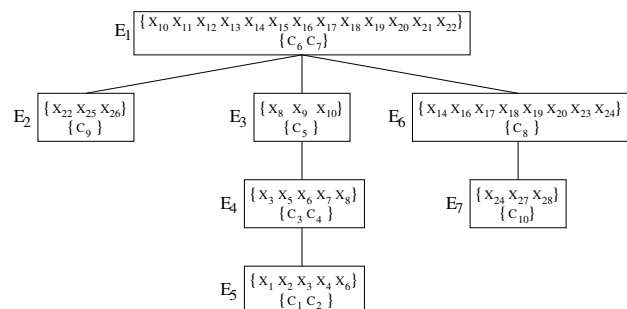 E1 {X10 X11 X12 X13 X14 X15 X16 X17 X18 X19 X20 X21 X22}
{C6 C7}
E2 {X22 X25 X26}
{C9 }
E3 {X8 X9 X10}
{C5 }
E6 {X14 X16 X17 X18 X19 X20 X23 X24}
{C8 }
E4 {X3 X5 X6 X7 X8}
{C3 C4 }
E7 {X24 X27 X28}
{C10}
E5 {X1 X2 X3 X4 X6}
{C1 C2 }